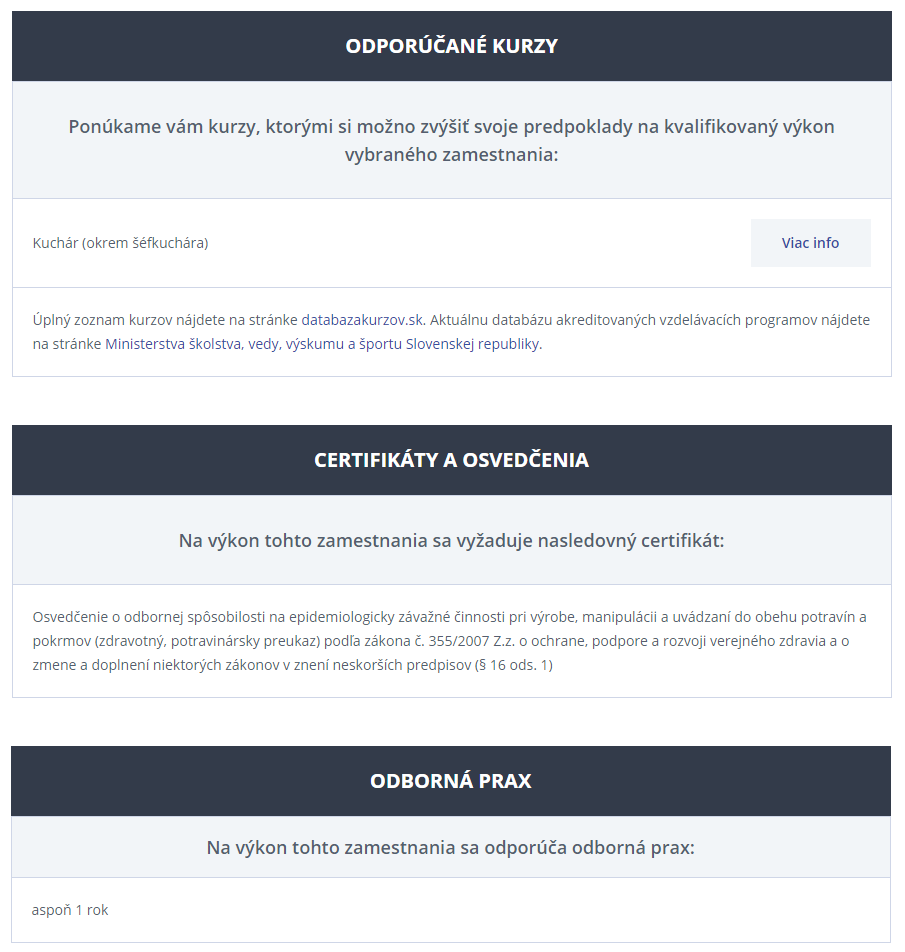 ODPORÚČANÉ KURZY
Ponúkame vám kurzy, ktorými si možno zvýšiť svoje predpoklady na kvalifikovaný výkon
vybraného zamestnania:
Kuchár (okrem šéfkuchára)
Viac info
Úplný zoznam kurzov nájdete na stránke databazakurzov.sk. Aktuálnu databázu akreditovaných vzdelávacích programov nájdete
na stránke Ministerstva školstva, vedy, výskumu a športu Slovenskej republiky.
CERTIFIKÁTY A OSVEDČENIA
Na výkon tohto zamestnania sa vyžaduje nasledovný certifikát:
Osvedčenie o odbornej spôsobilosti na epidemiologicky závažné činnosti pri výrobe, manipulácii a uvádzaní do obehu potravín a
pokrmov (zdravotný, potravinársky preukaz) podľa zákona č. 355/2007 Z.z. o ochrane, podpore a rozvoji verejného zdravia a o
zmene a doplnení niektorých zákonov v znení neskorších predpisov (§ 16 ods. 1)
ODBORNÁ PRAX
Na výkon tohto zamestnania sa odporúča odborná prax:
aspoň 1 rok